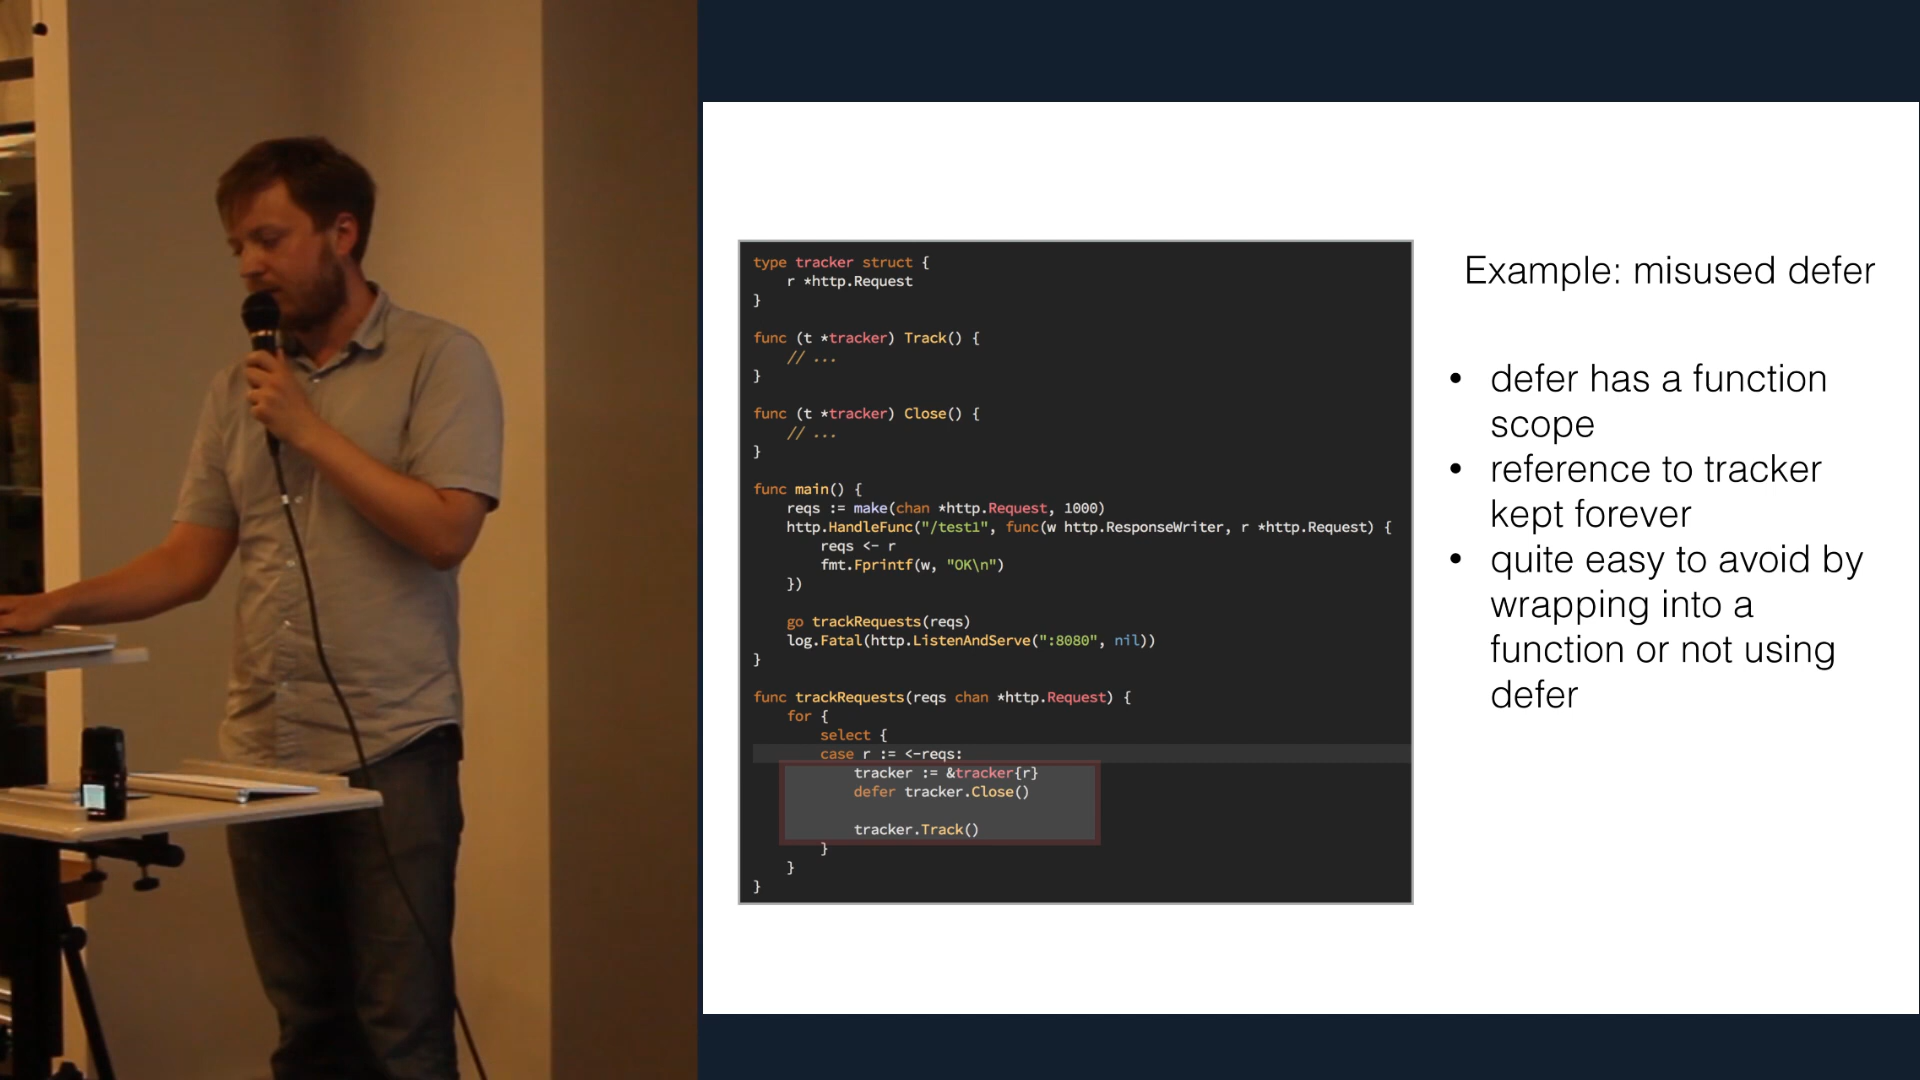 type tracker struct {
    r *http.Request
}

func (t *tracker) Track() {
    // ...
}

func (t *tracker) Close() {
    // ...
}

func main() {
    reqs := make(chan *http.Request, 1000)
    http.HandleFunc("/test1", func(w http.ResponseWriter, r *http.Request) {
        reqs <- r
        fmt.Fprintf(w, "OK\n")
    })

    go trackRequests(reqs)
    log.Fatal(http.ListenAndServe(":8080", nil))
}

func trackRequests(reqs chan *http.Request) {
    for {
        select {
        case r := <-reqs:
            tracker := &tracker{r}
            defer tracker.Close()

            tracker.Track()
        }
    }
}
Example: misused defer
• defer has a function
scope
• reference to tracker
kept forever
• quite easy to avoid by
wrapping into a
function or not using
defer